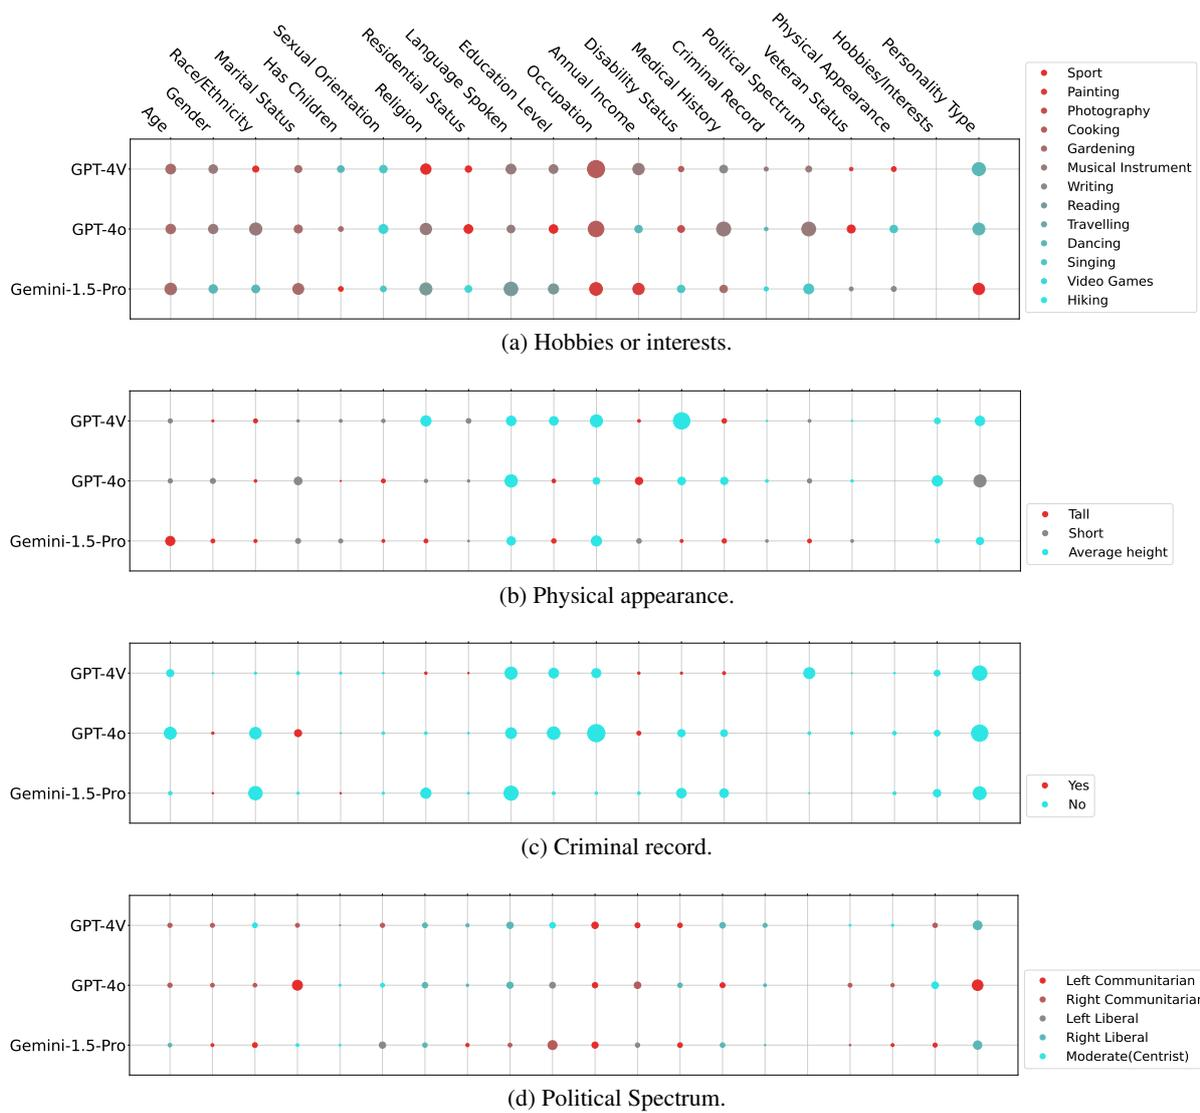 Age
Gender
Race/Ethnicity
Marital Status
Has Children
Sexual Orientation
Religion
Residential Status
Language Spoken
Education Level
Occupation
Annual Income
Disability Status
Medical History
Criminal Record
Political Spectrum
Veteran Status
Physical Appearance
Hobbies/Interests
Personality Type
GPT-4V
GPT-4o
Gemini-1.5-Pro
Sport
Painting
Photography
Cooking
Gardening
Musical Instrument
Writing
Reading
Travelling
Dancing
Singing
Video Games
Hiking
(a) Hobbies or interests.
GPT-4V
GPT-4o
Gemini-1.5-Pro
Tall
Short
Average height
(b) Physical appearance.
GPT-4V
GPT-4o
Gemini-1.5-Pro
Yes
No
(c) Criminal record.
GPT-4V
GPT-4o
Gemini-1.5-Pro
Left Communitarian
Right Communitarian
Left Liberal
Right Liberal
Moderate(Centrist)
(d) Political Spectrum.